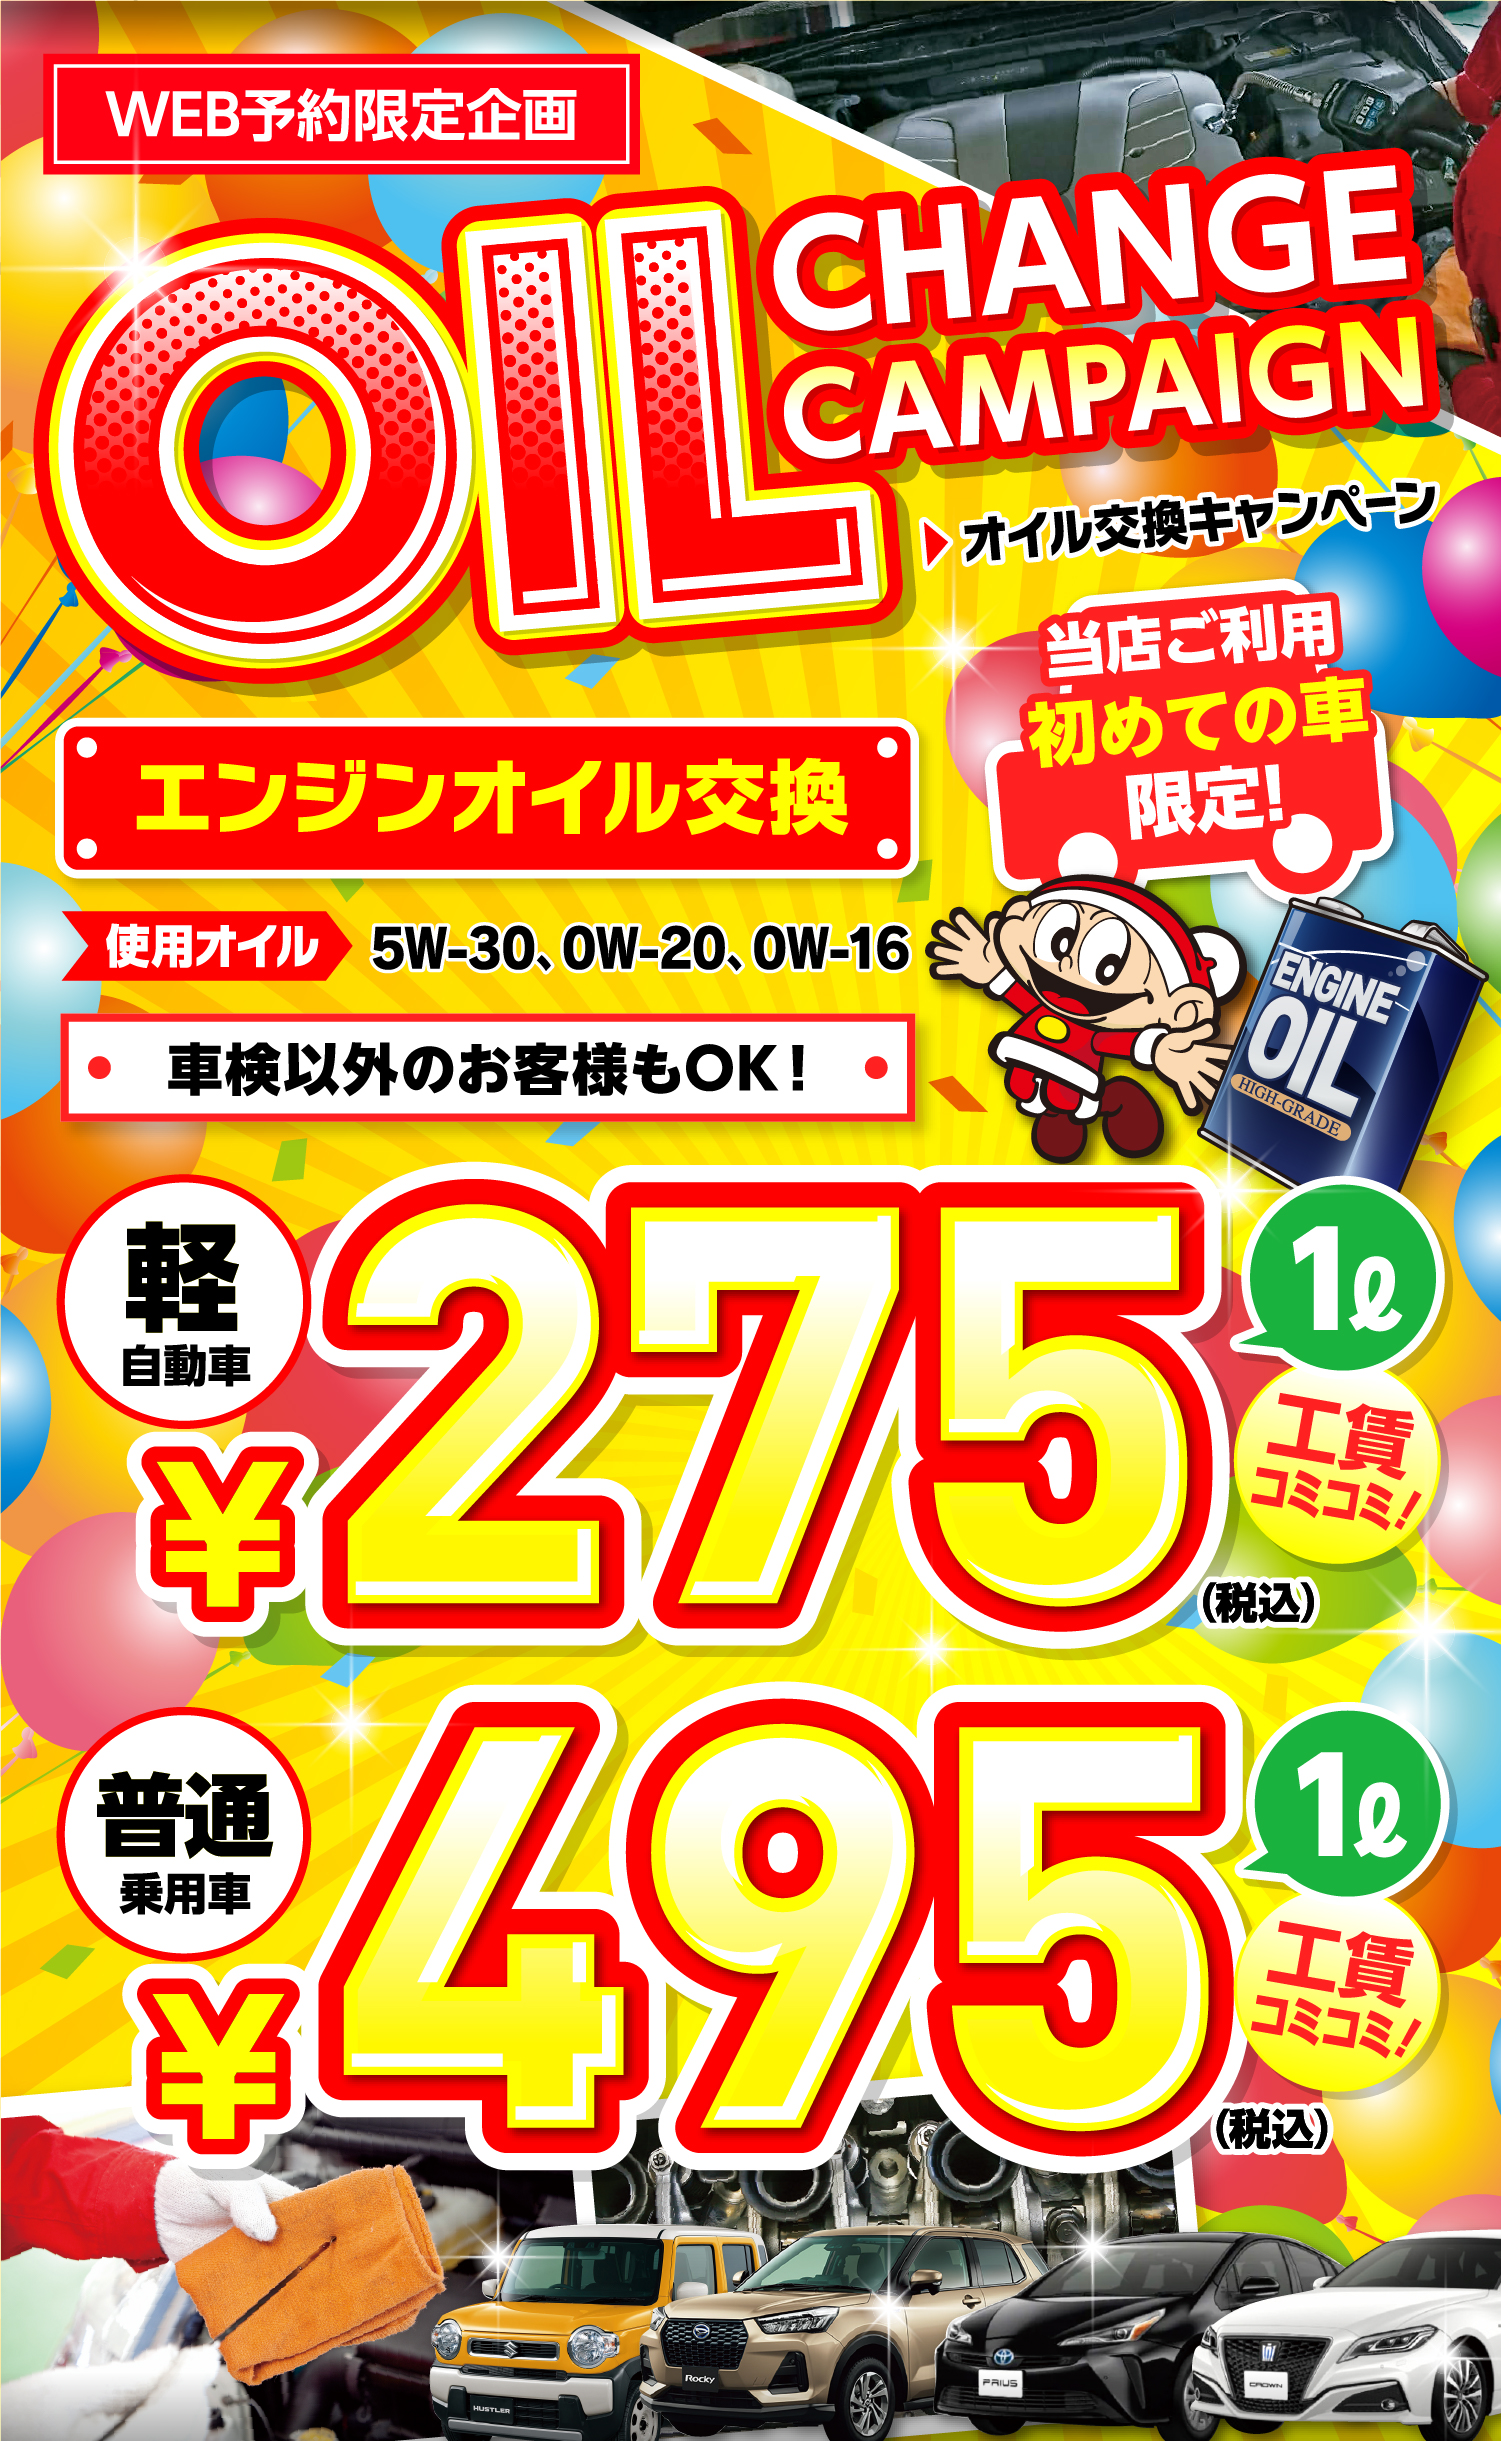 WEB予約限定企画
OIL
CHANGE
CAMPAIGN
オイル交換キャンペーン
当店ご利用
初めての車
限定!
エンジンオイル交換
使用オイル 5W-30、0W-20、0W-16
車検以外のお客様もOK!
ENGINE
OIL
HIGH-GRADE
軽
自動車
¥275
1ℓ
工賃
コミコミ!
(税込)
普通
乗用車
¥495
1ℓ
工賃
コミコミ!
(税込)
HUSTLER
Rocky
PRIUS
CROWN